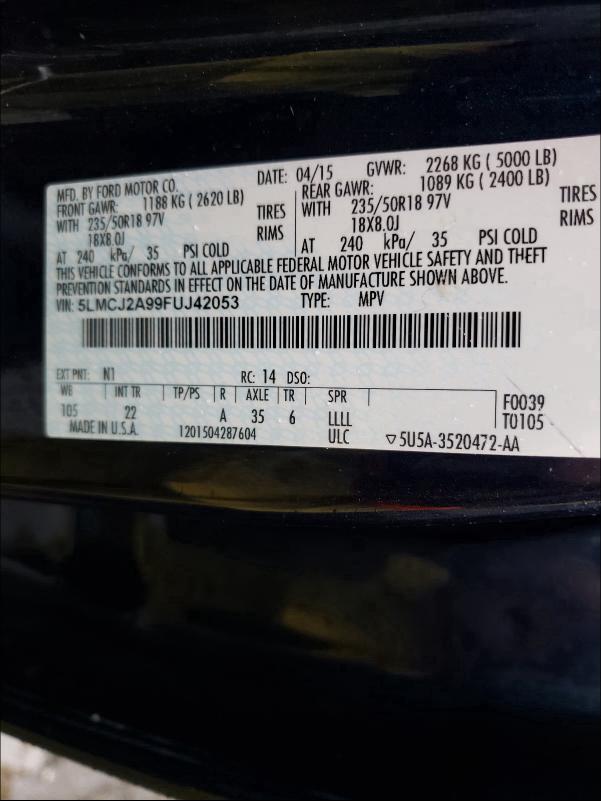 MFD. BY FORD MOTOR CO. DATE: 04/15 GVWR: 2268 KG ( 5000 LB)
FRONT GAWR: 1188 KG ( 2620 LB) REAR GAWR: 1089 KG ( 2400 LB)
WITH 235/50R18 97V TIRES WITH 235/50R18 97V TIRES
18X8.0J RIMS 18X8.0J RIMS
AT 240 kPa/ 35 PSI COLD AT 240 kPa/ 35 PSI COLD
THIS VEHICLE CONFORMS TO ALL APPLICABLE FEDERAL MOTOR VEHICLE SAFETY AND THEFT
PREVENTION STANDARDS IN EFFECT ON THE DATE OF MANUFACTURE SHOWN ABOVE.
VIN: 5LMCJ2A99FUJ42053 TYPE: MPV
EXT PNT: N1 RC: 14 DSO:
WB INT TR TP/PS R AXLE TR SPR F0039
105 22 A 35 6 LLLL T0105
MADE IN U.S.A. 1201504287604 ULC ▽5U5A-3520472-AA